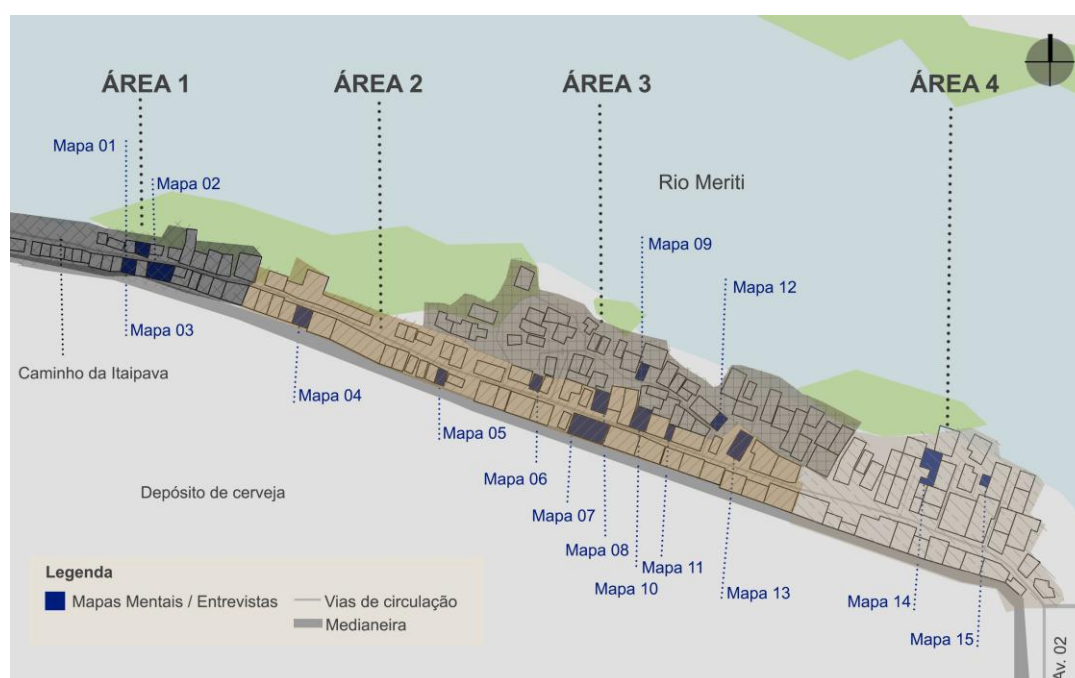 ÁREA 1
ÁREA 2
ÁREA 3
ÁREA 4
Mapa 01
Mapa 02
Rio Meriti
Mapa 09
Mapa 12
Mapa 03
Caminho da Itaipava
Mapa 04
Mapa 05
Mapa 06
Depósito de cerveja
Mapa 07
Mapa 08
Mapa 10
Mapa 11
Mapa 13
Mapa 14
Mapa 15
Legenda
Mapas Mentais / Entrevistas
Vias de circulação
Medianeira
Av. 02